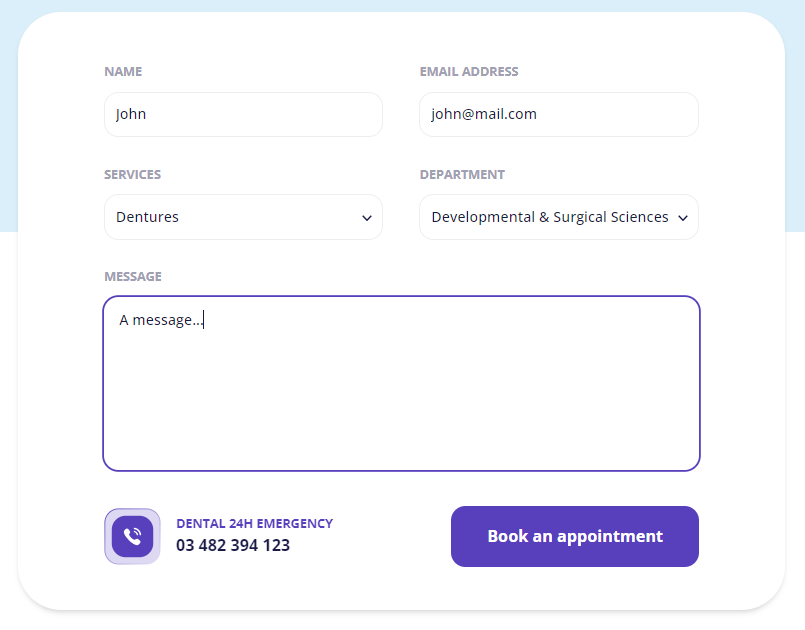 NAME
John
EMAIL ADDRESS
john@mail.com
SERVICES
Dentures
DEPARTMENT
Developmental & Surgical Sciences
MESSAGE
A message...
DENTAL 24H EMERGENCY
03 482 394 123
Book an appointment